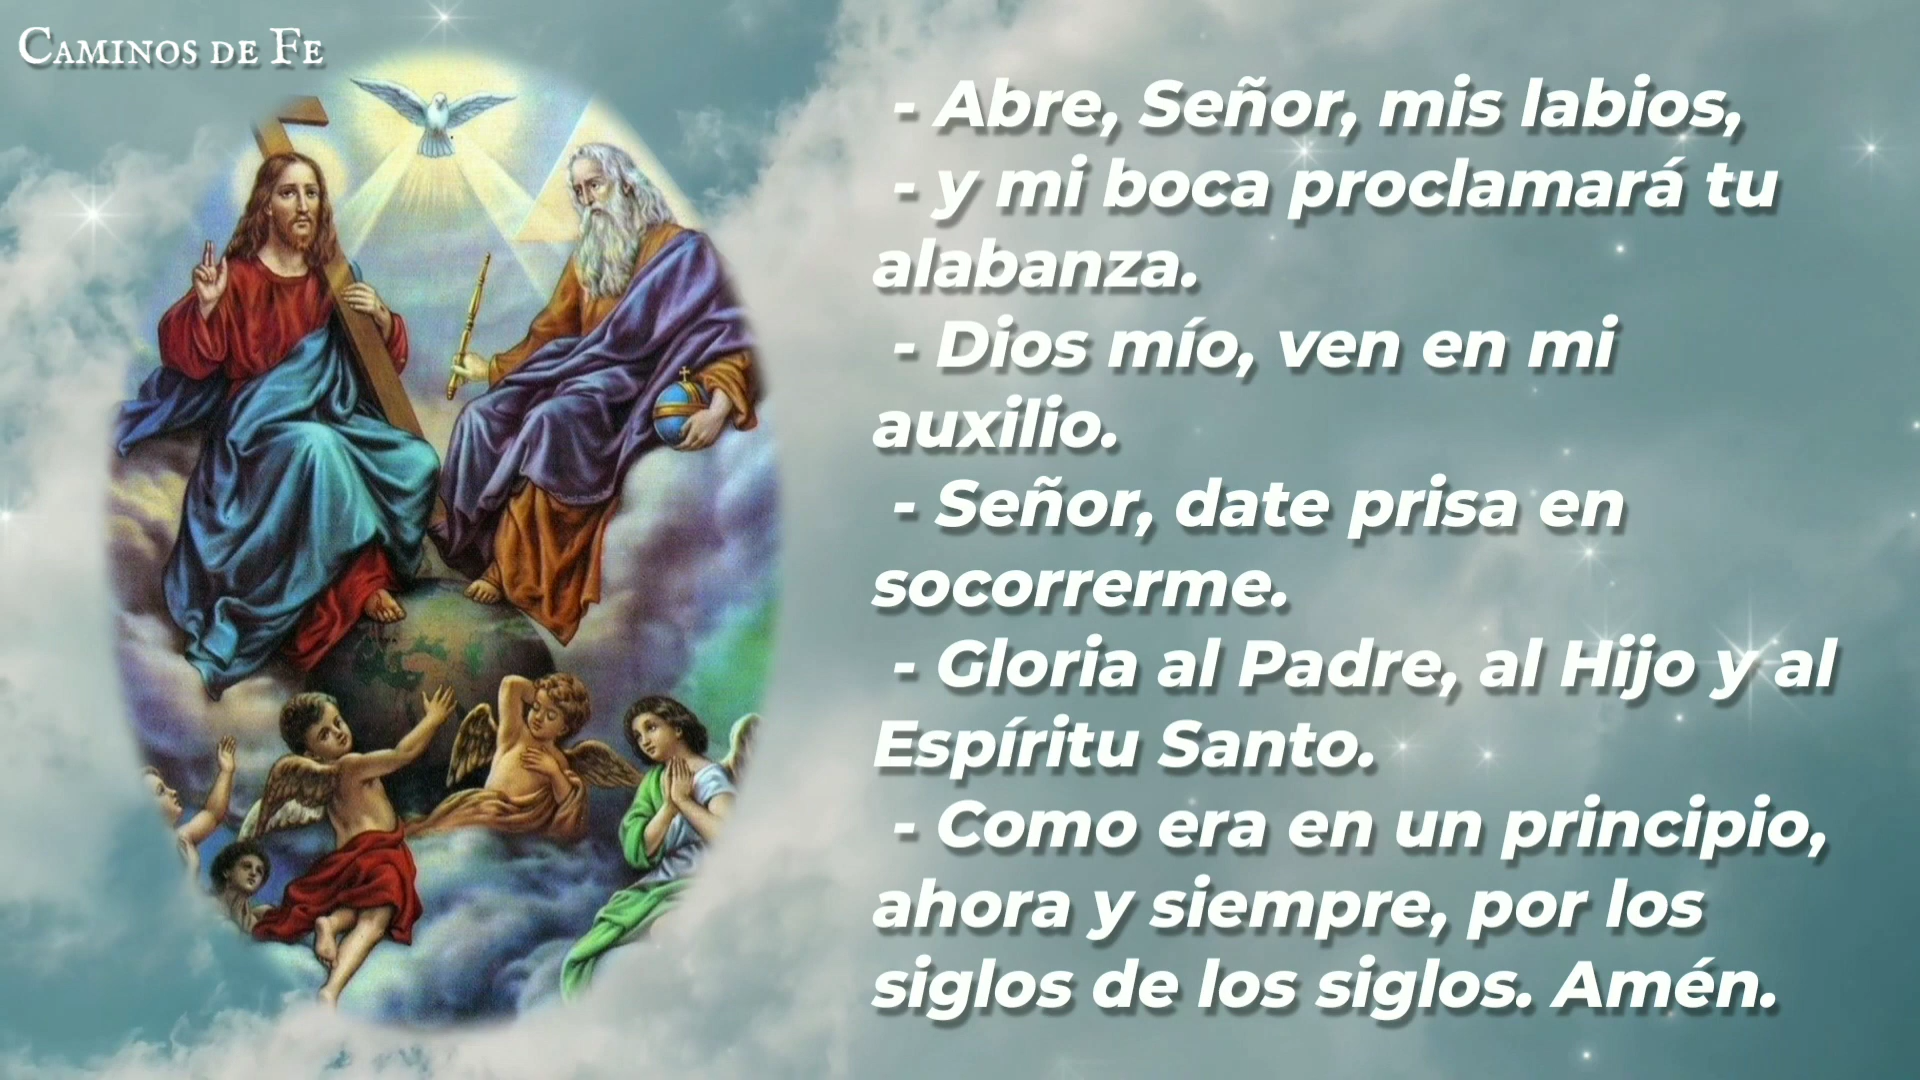 Caminos de Fe
- Abre, Señor, mis labios,
- y mi boca proclamará tu
alabanza.
- Dios mío, ven en mi
auxilio.
- Señor, date prisa en
socorrerme.
- Gloria al Padre, al Hijo y al
Espíritu Santo.
- Como era en un principio,
ahora y siempre, por los
siglos de los siglos. Amén.